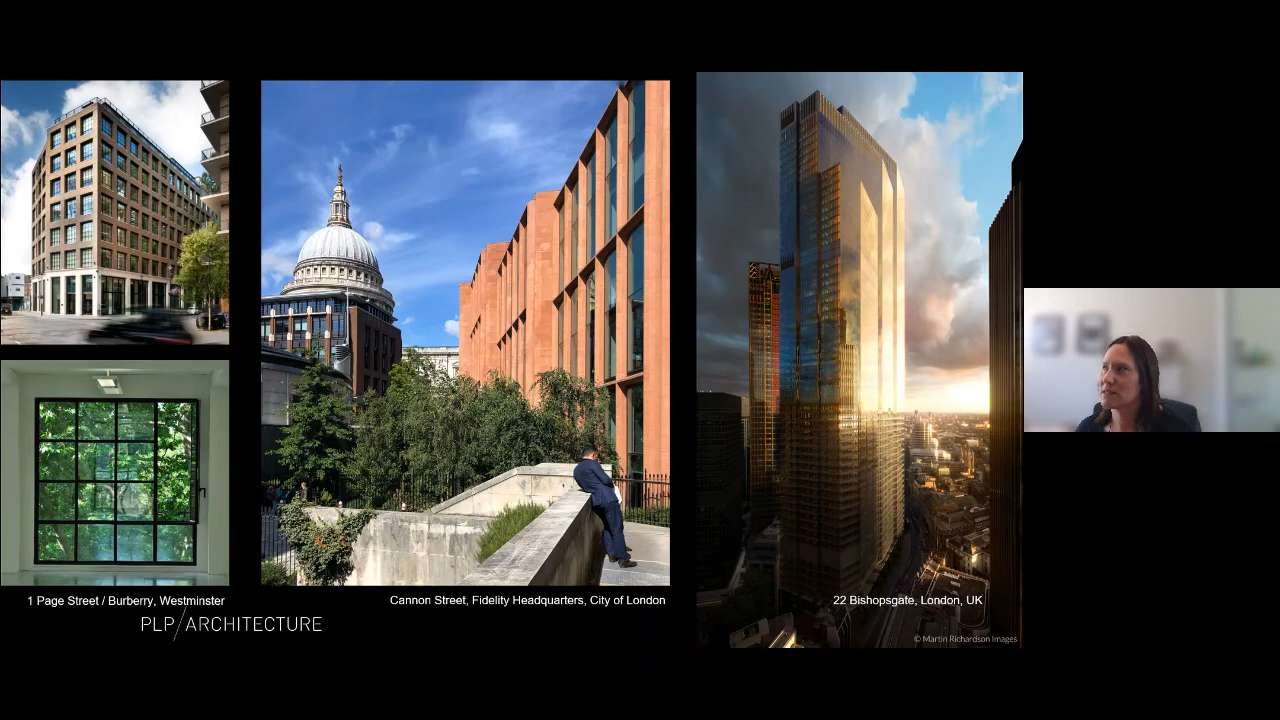 1 Page Street / Burberry, Westminster
Cannon Street, Fidelity Headquarters, City of London
22 Bishopsgate, London, UK
PLP/ARCHITECTURE
© Martin Richardson Images